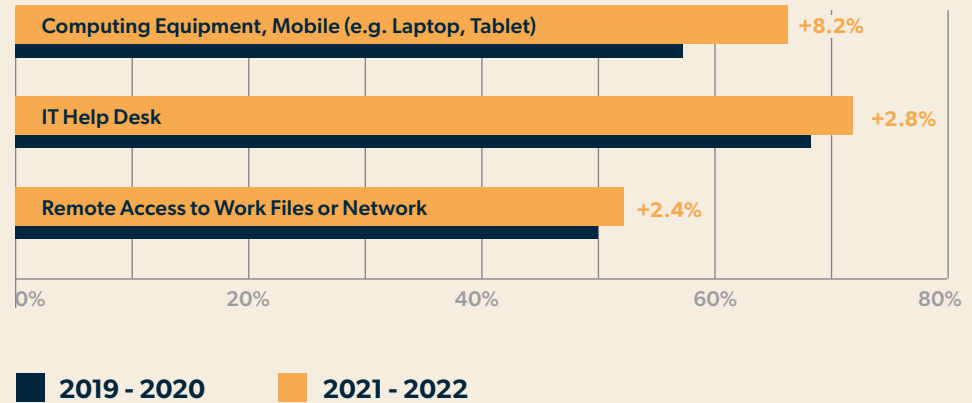 Computing Equipment, Mobile (e.g. Laptop, Tablet)
+8.2%
IT Help Desk
+2.8%
Remote Access to Work Files or Network
+2.4%
0% 20% 40% 60% 80%
2019 - 2020 2021 - 2022